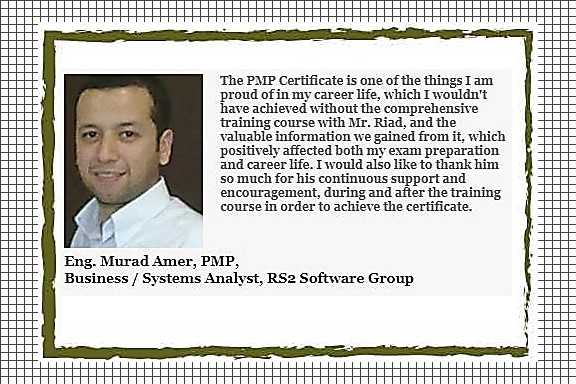 The PMP Certificate is one of the things I am
proud of in my career life, which I wouldn't
have achieved without the comprehensive
training course with Mr. Riad, and the
valuable information we gained from it, which
positively affected both my exam preparation
and career life. I would also like to thank him
so much for his continuous support and
encouragement, during and after the training
course in order to achieve the certificate.
Eng. Murad Amer, PMP,
Business / Systems Analyst, RS2 Software Group